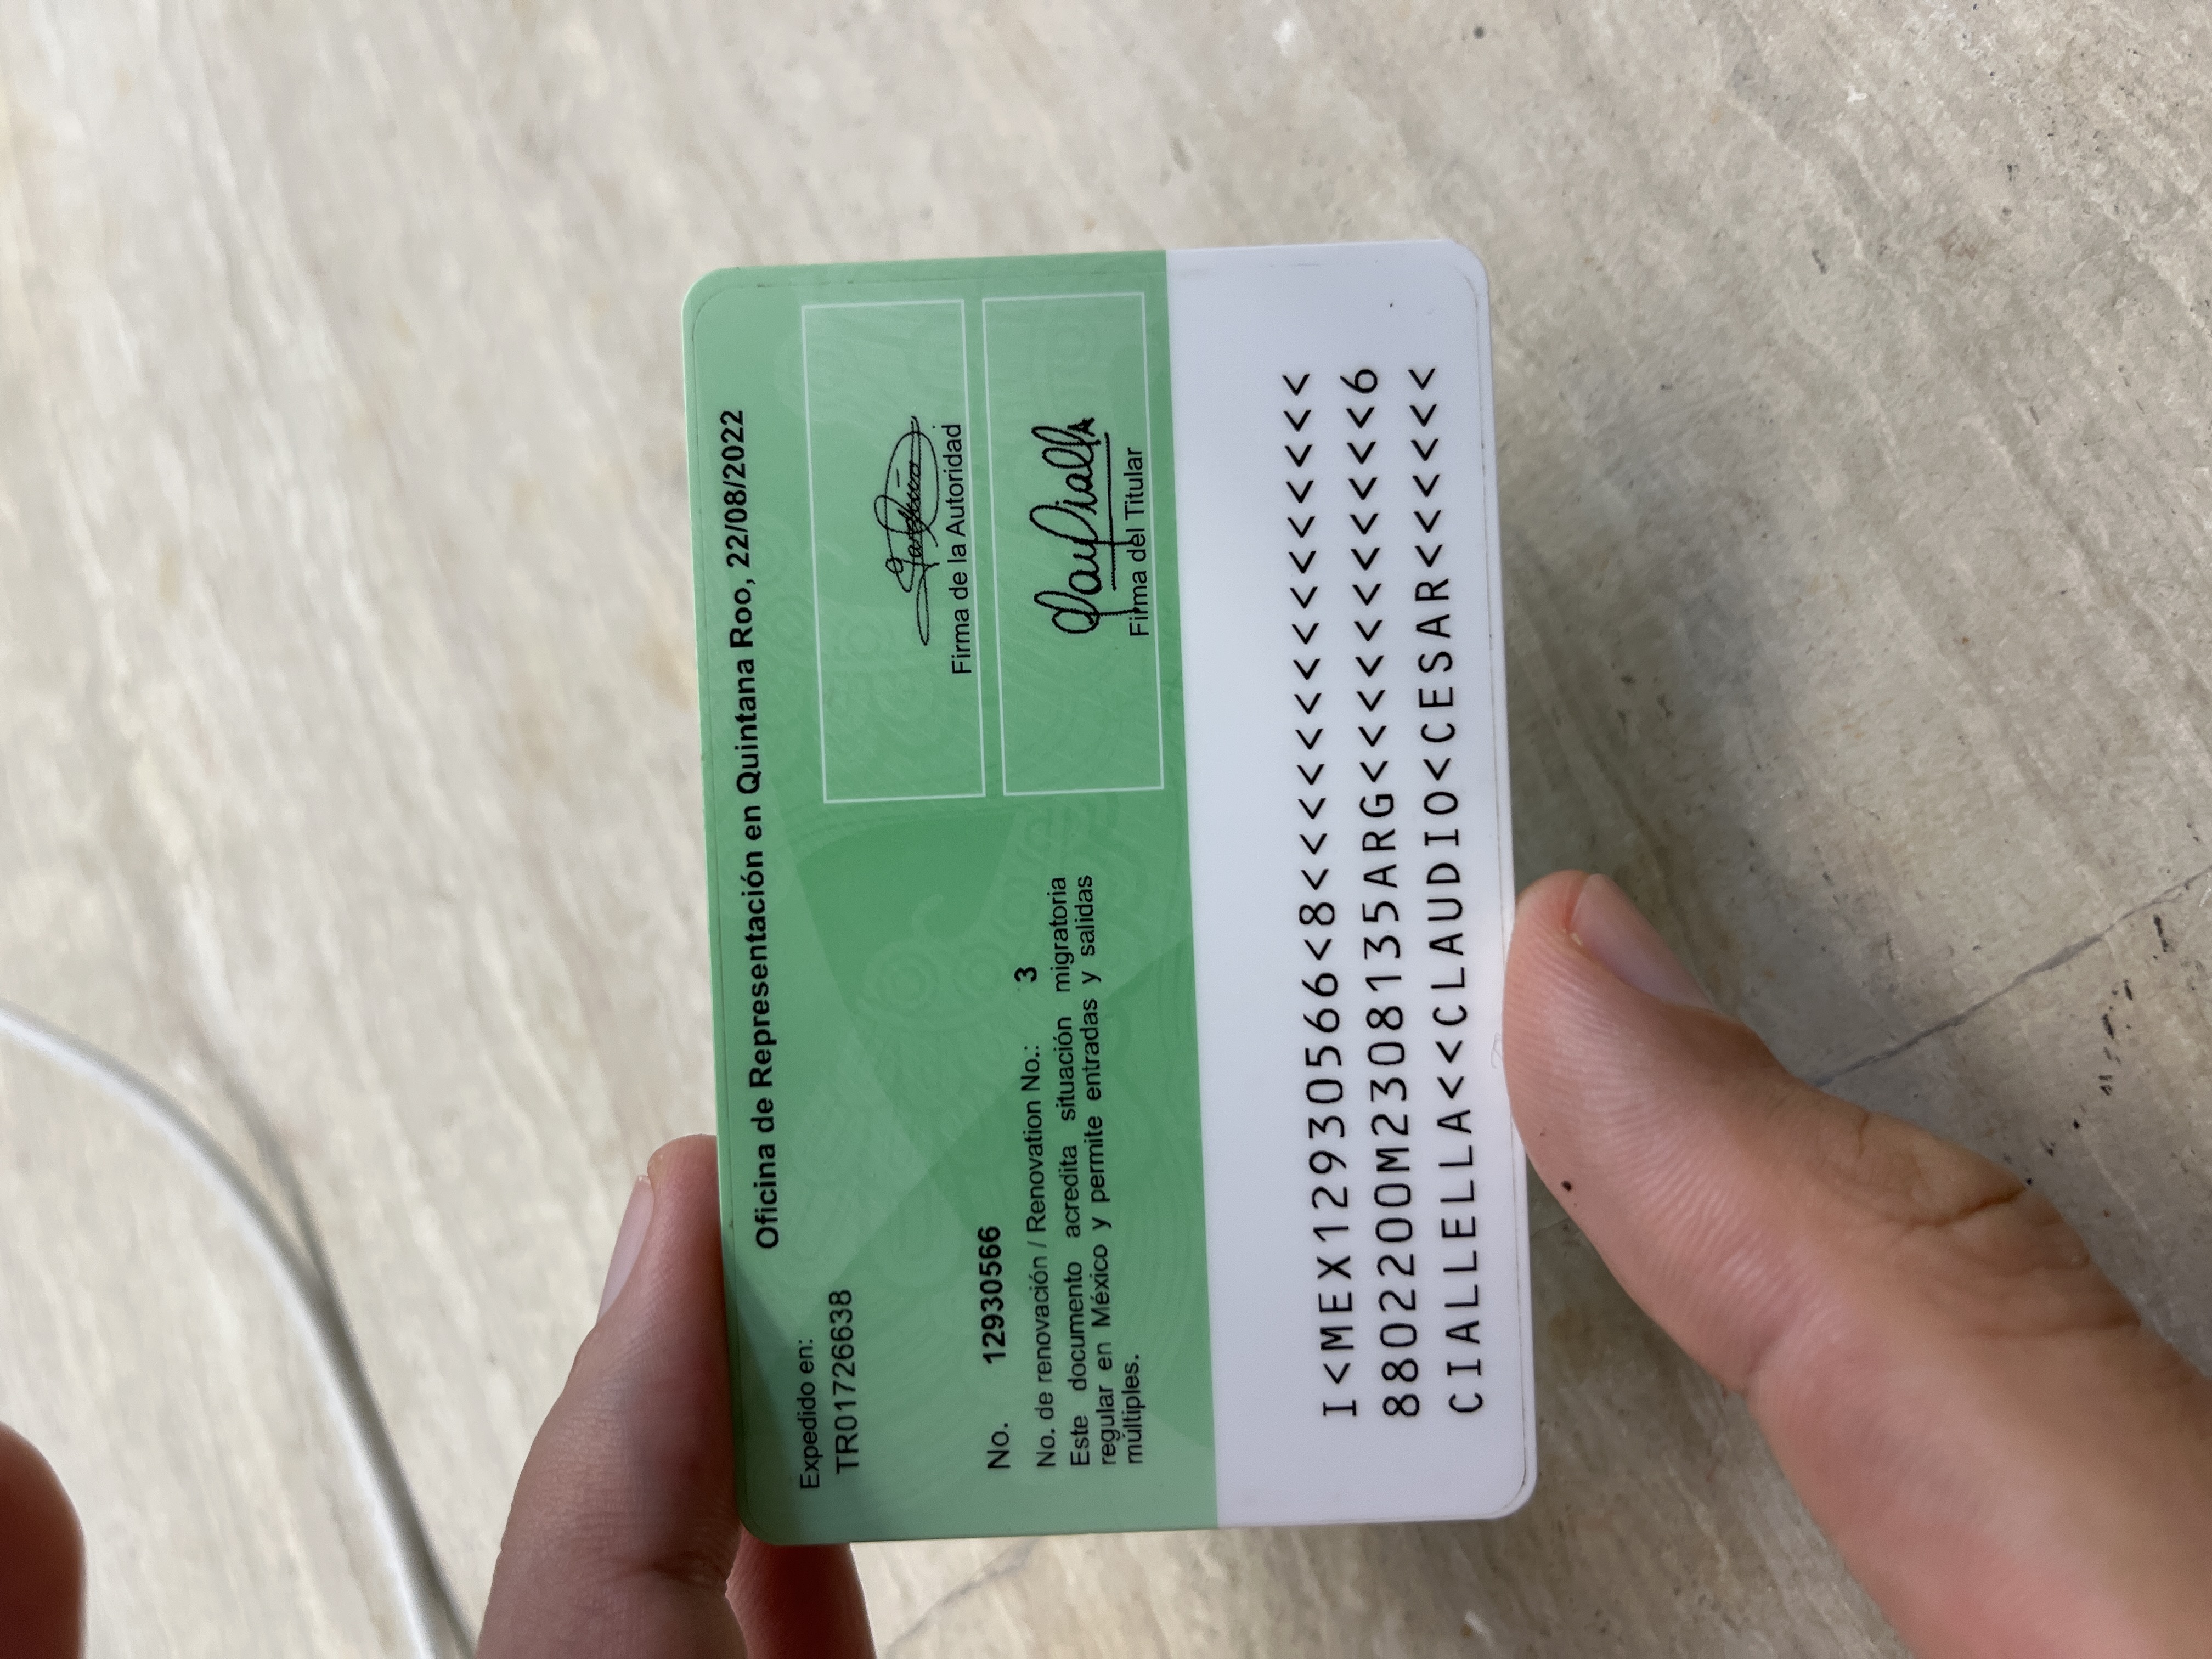 Oficina de Representación en Quintana Roo, 22/08/2022
Expedido en:
TR01726638
Firma de la Autoridad
No. 12930566
No. de renovación / Renovation No.: 3
Este documento acredita situación migratoria
regular en México y permite entradas y salidas
múltiples.
Firma del Titular
I<MEX12930566<8<<<<<<<<<<<<<<<
8802200M2308135ARG<<<<<<<<<<<6
CIALLELLA<<CLAUDIO<CESAR<<<<<<